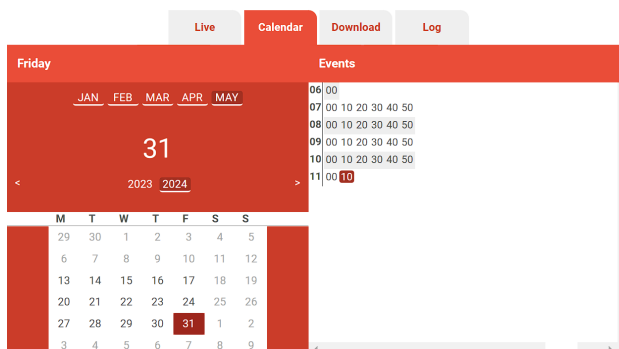 Live Calendar Download Log
Friday
JAN FEB MAR APR MAY
31
< 2023 2024 >
M T W T F S S
29 30 1 2 3 4 5
6 7 8 9 10 11 12
13 14 15 16 17 18 19
20 21 22 23 24 25 26
27 28 29 30 31 1 2
3 4 5 6 7 8 9
Events
06 00
07 00 10 20 30 40 50
08 00 10 20 30 40 50
09 00 10 20 30 40 50
10 00 10 20 30 40 50
11 00 10